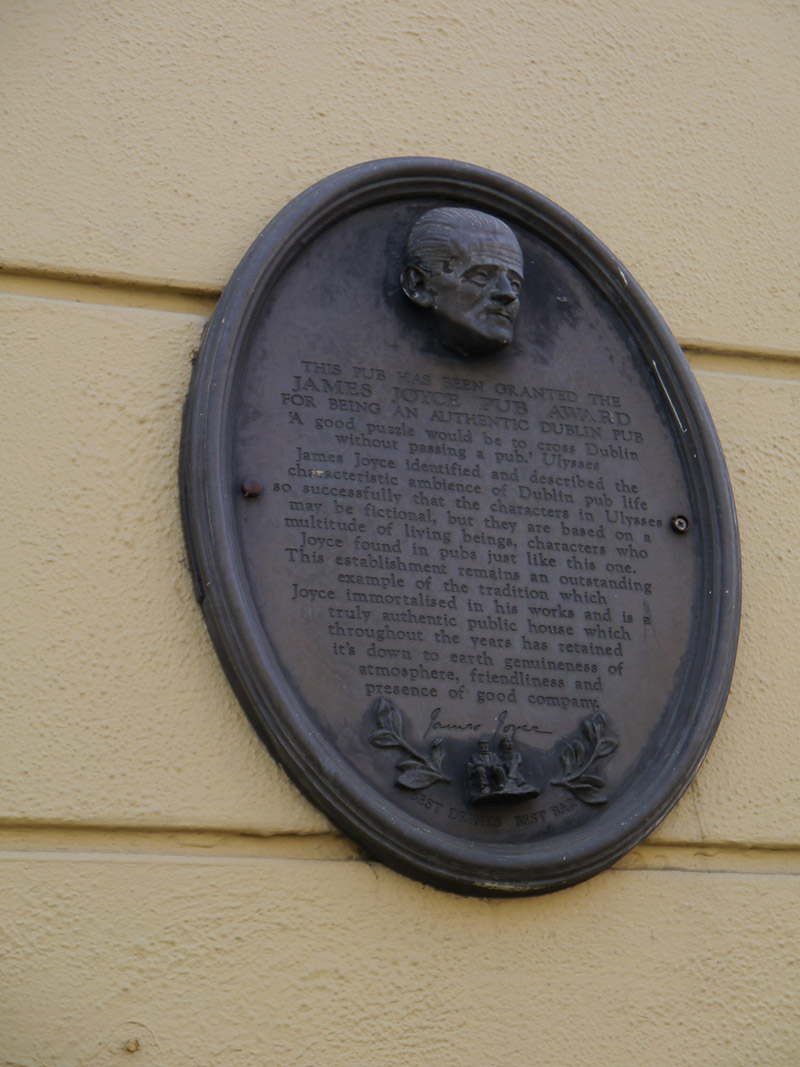 THIS PUB HAS BEEN GRANTED THE
JAMES JOYCE PUB AWARD
FOR BEING AN AUTHENTIC DUBLIN PUB
'A good puzzle would be to cross Dublin
without passing a pub.' Ulysses
James Joyce identified and described the
characteristic ambience of Dublin pub life
so successfully that the characters in Ulysses
may be fictional, but they are based on a
multitude of living beings, characters who
Joyce found in pubs just like this one.
This establishment remains an outstanding
example of the tradition which
Joyce immortalised in his works and is a
truly authentic public house which
throughout the years has retained
it's down to earth genuineness of
atmosphere, friendliness and
presence of good company.
James Joyce
BEST DRINKS BEST BAR